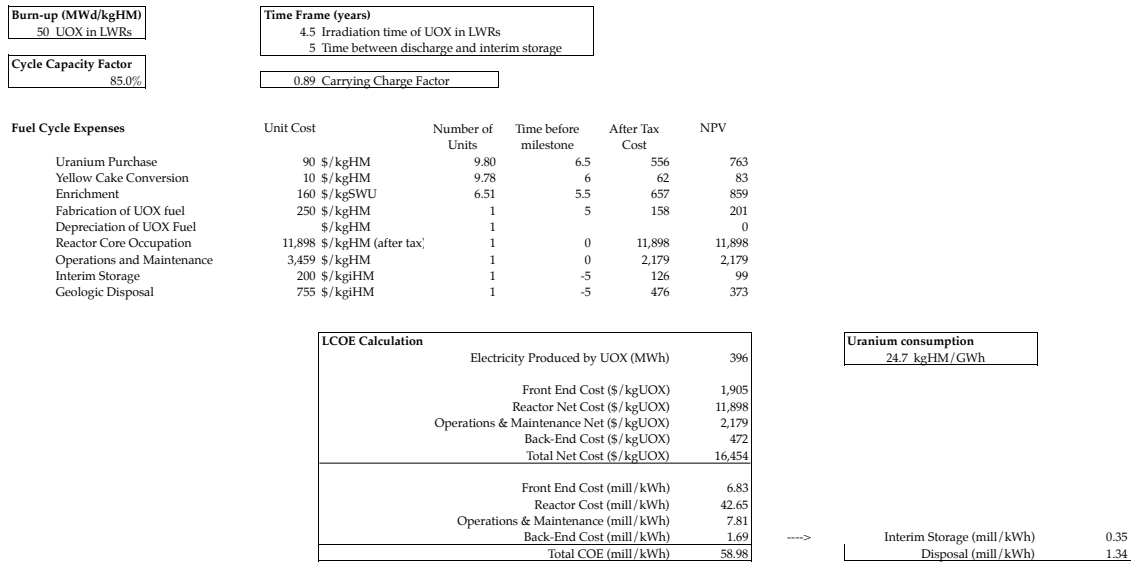 Burn-up (MWd/kgHM)
50 UOX in LWRs
Time Frame (years)
4.5 Irradiation time of UOX in LWRs
5 Time between discharge and interim storage
Cycle Capacity Factor
85.0%
0.89 Carrying Charge Factor
Fuel Cycle Expenses Unit Cost Number of Units Time before milestone After Tax Cost NPV
Uranium Purchase 90 $/kgHM 9.80 6.5 556 763
Yellow Cake Conversion 10 $/kgHM 9.78 6 62 83
Enrichment 160 $/kgSWU 6.51 5.5 657 859
Fabrication of UOX fuel 250 $/kgHM 1 5 158 201
Depreciation of UOX Fuel $/kgHM 1 0
Reactor Core Occupation 11,898 $/kgHM (after tax) 1 0 11,898 11,898
Operations and Maintenance 3,459 $/kgHM 1 0 2,179 2,179
Interim Storage 200 $/kgiHM 1 -5 126 99
Geologic Disposal 755 $/kgiHM 1 -5 476 373
LCOE Calculation
Electricity Produced by UOX (MWh) 396
Uranium consumption
24.7 kgHM/GWh
Front End Cost ($/kgUOX) 1,905
Reactor Net Cost ($/kgUOX) 11,898
Operations & Maintenance Net ($/kgUOX) 2,179
Back-End Cost ($/kgUOX) 472
Total Net Cost ($/kgUOX) 16,454
Front End Cost (mill/kWh) 6.83
Reactor Cost (mill/kWh) 42.65
Operations & Maintenance (mill/kWh) 7.81
Back-End Cost (mill/kWh) 1.69 ----> Interim Storage (mill/kWh) 0.35
Total COE (mill/kWh) 58.98 Disposal (mill/kWh) 1.34